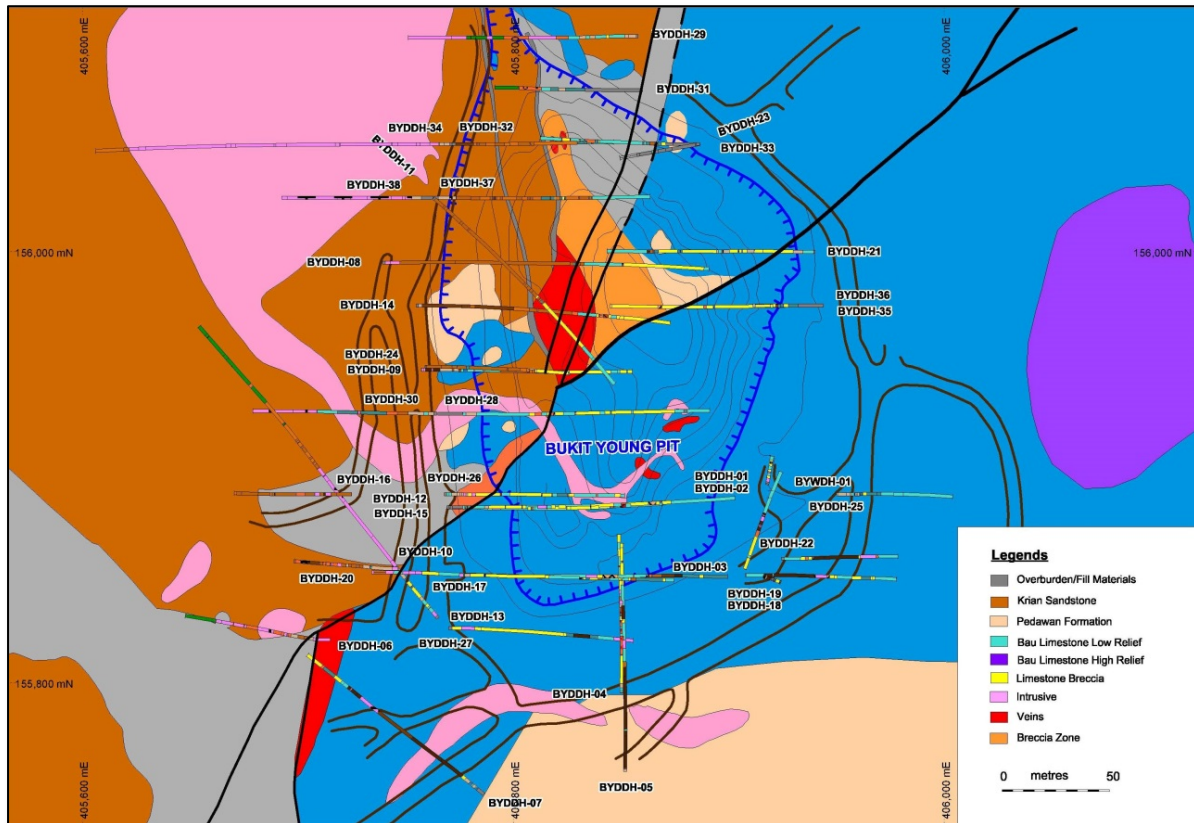 405,600 mE
405,800 mE
406,000 mE
BYDDH-29
BYDDH-31
BYDDH-23
BYDDH-34
BYDDH-32
BYDDH-33
BYDDH-11
BYDDH-38
BYDDH-37
156,000 mN
BYDDH-21
156,000 mN
BYDDH-08
BYDDH-14
BYDDH-36
BYDDH-35
BYDDH-24
BYDDH-09
BYDDH-30
BYDDH-28
BUKIT YOUNG PIT
BYDDH-16
BYDDH-26
BYDDH-01
BYDDH-02
BYWDH-01
BYDDH-12
BYDDH-15
BYDDH-25
BYDDH-10
BYDDH-22
BYDDH-20
BYDDH-17
BYDDH-03
BYDDH-19
BYDDH-18
BYDDH-13
BYDDH-06
BYDDH-27
155,800 mN
BYDDH-04
BYDDH-05
BYDDH-07
405,600 mE
405,800 mE
406,000 mE
Legends
Overburden/Fill Materials
Krian Sandstone
Pedawan Formation
Bau Limestone Low Relief
Bau Limestone High Relief
Limestone Breccia
Intrusive
Veins
Breccia Zone
0 metres 50